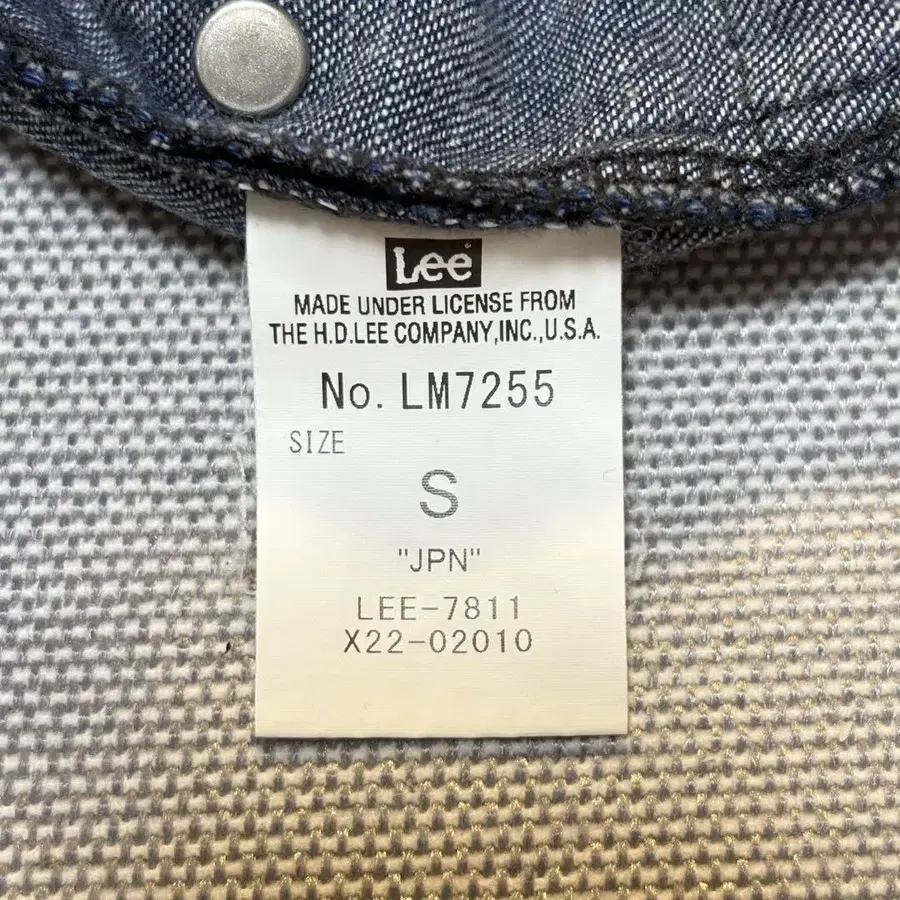 Lee®
MADE UNDER LICENSE FROM
THE H.D.LEE COMPANY,INC.,U.S.A.
No. LM7255
SIZE
S
"JPN"
LEE-7811
X22-02010